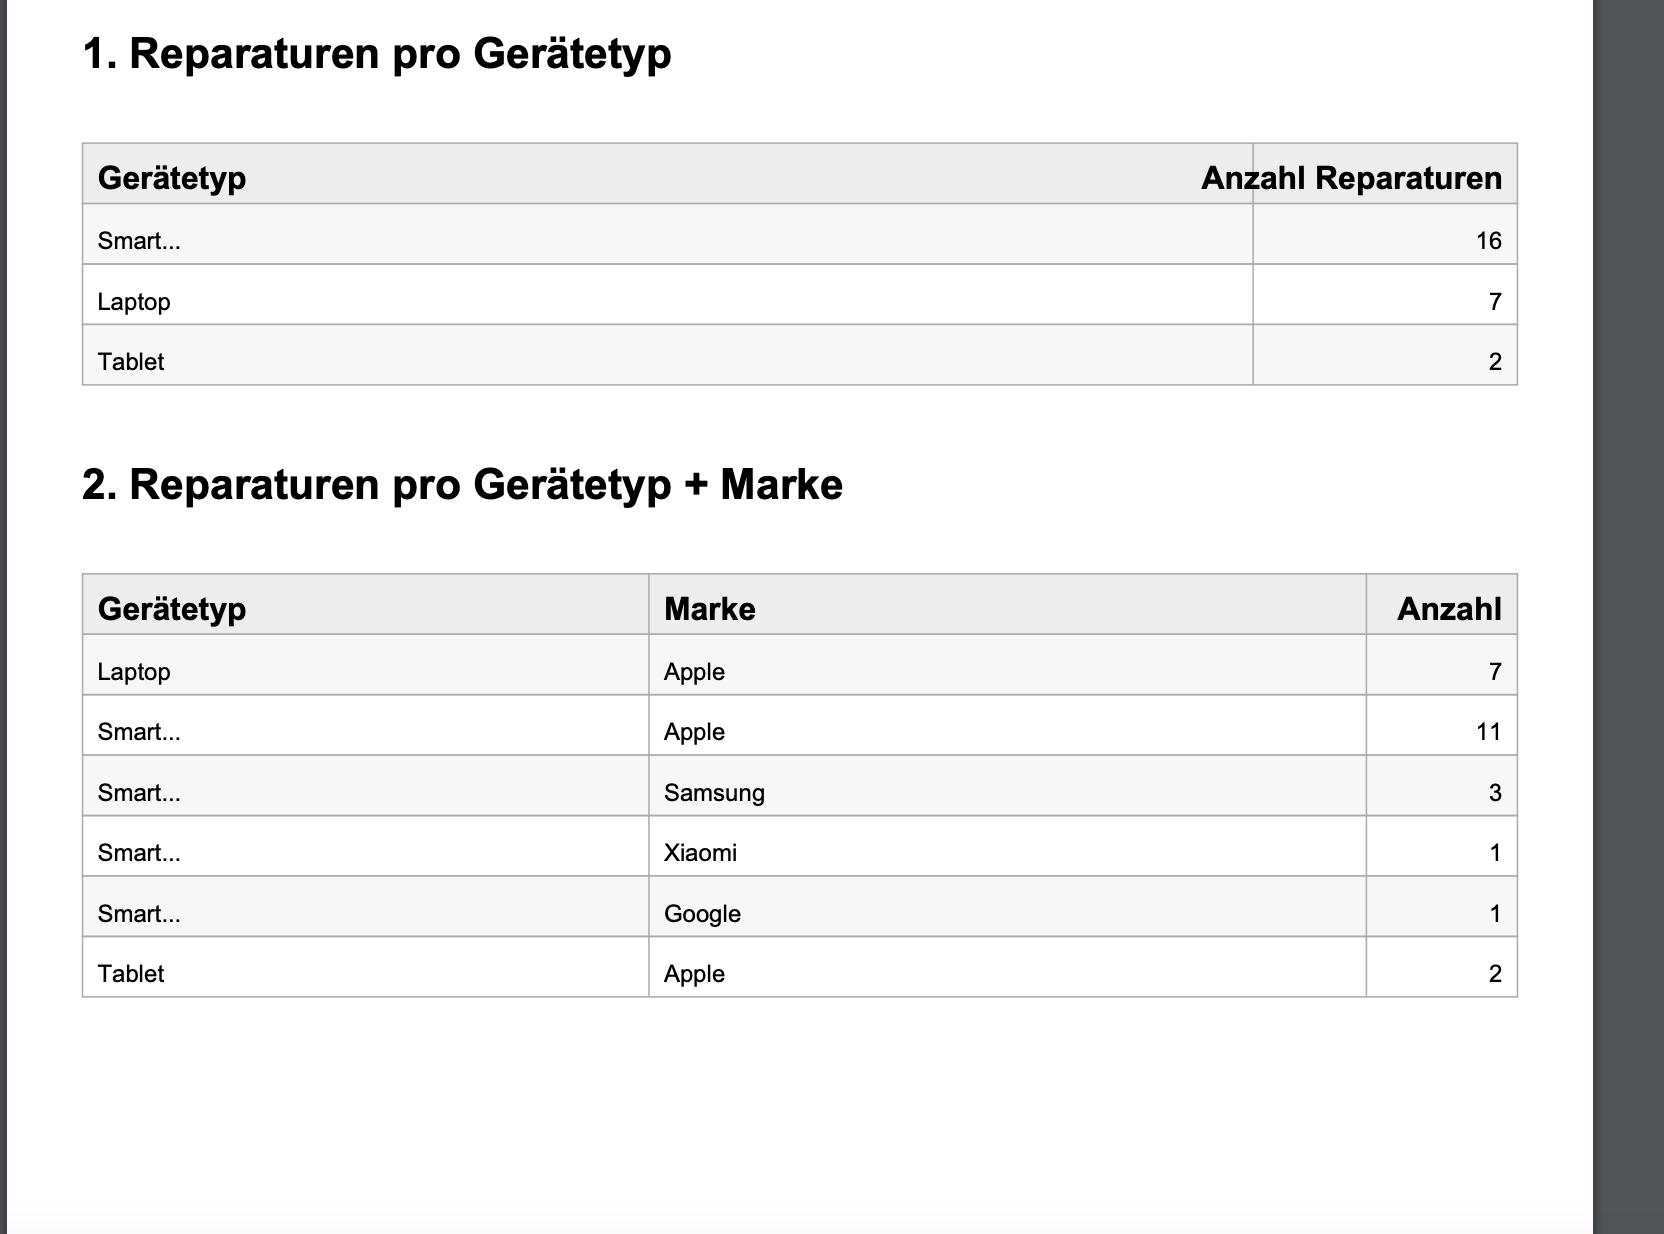 1. Reparaturen pro Gerätetyp
Gerätetyp Anzahl Reparaturen
Smart... 16
Laptop 7
Tablet 2
2. Reparaturen pro Gerätetyp + Marke
Gerätetyp Marke Anzahl
Laptop Apple 7
Smart... Apple 11
Smart... Samsung 3
Smart... Xiaomi 1
Smart... Google 1
Tablet Apple 2